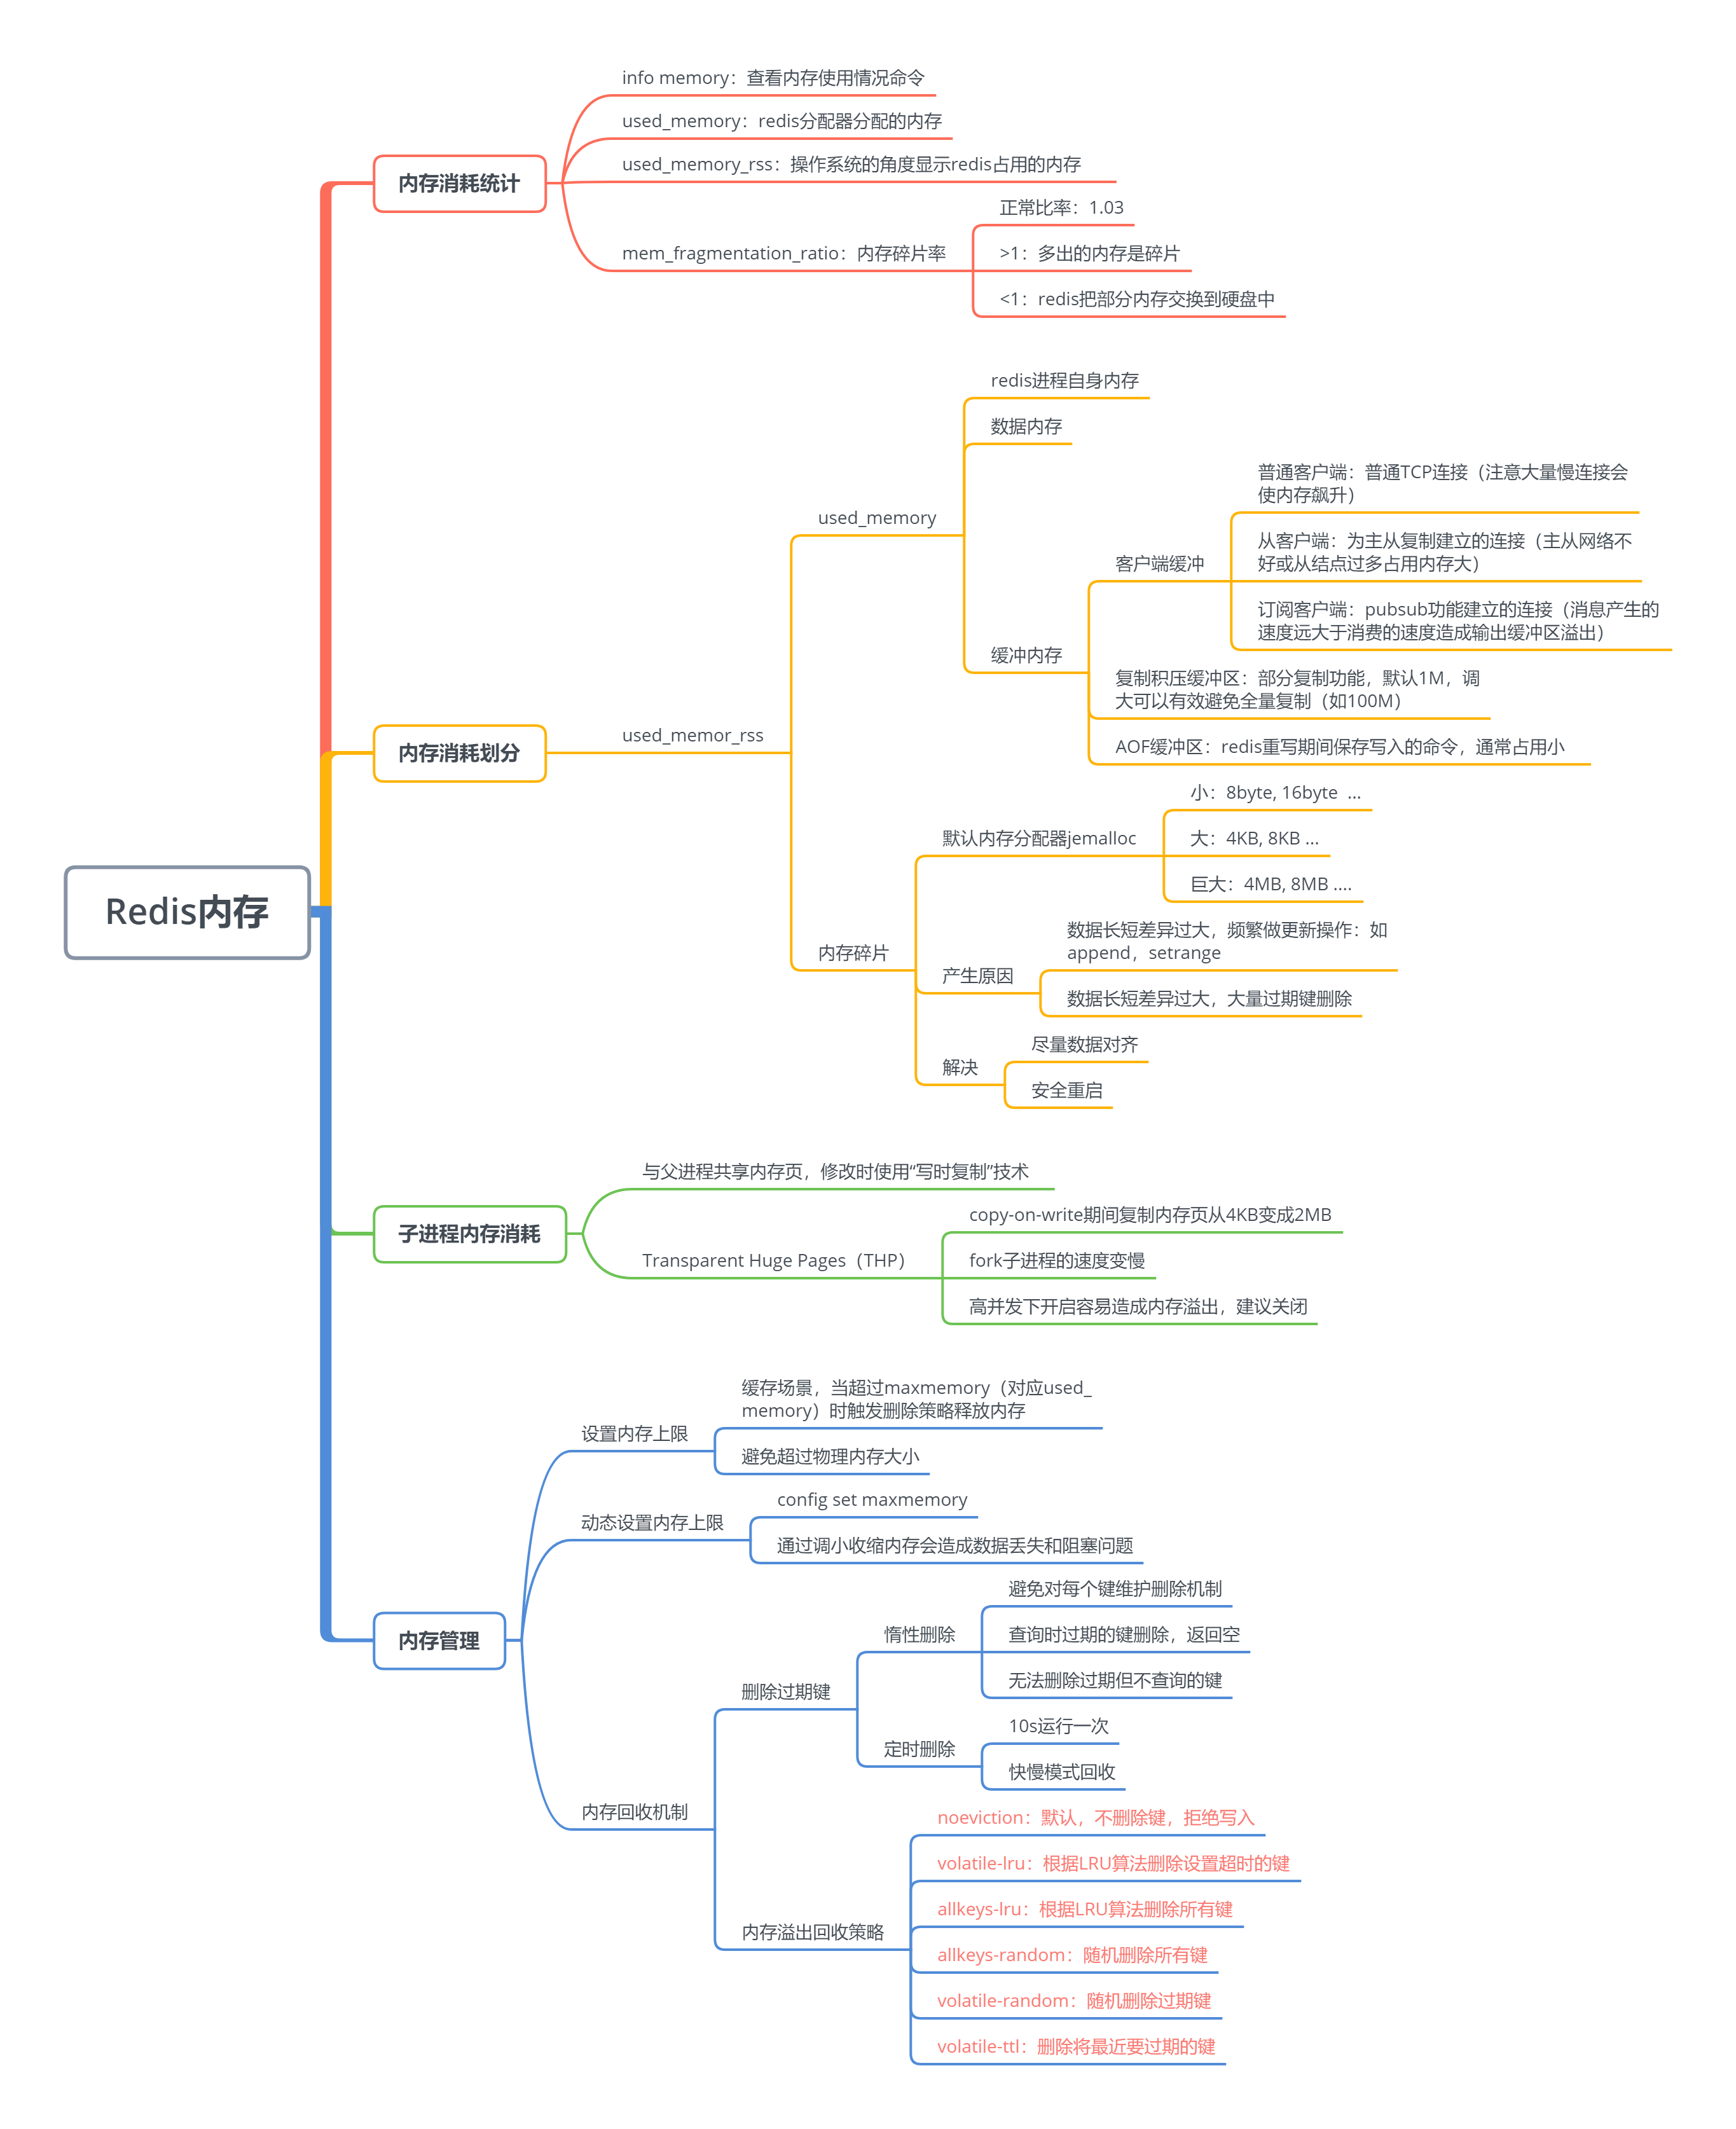 Redis内存
内存消耗统计
info memory：查看内存使用情况命令
used_memory：redis分配器分配的内存
used_memory_rss：操作系统的角度显示redis占用的内存
mem_fragmentation_ratio：内存碎片率
正常比率：1.03
>1：多出的内存是碎片
<1：redis把部分内存交换到硬盘中
内存消耗划分
used_memor_rss
used_memory
redis进程自身内存
数据内存
缓冲内存
客户端缓冲
普通客户端：普通TCP连接（注意大量慢连接会
使内存飙升）
从客户端：为主从复制建立的连接（主从网络不
好或从结点过多占用内存大）
订阅客户端：pubsub功能建立的连接（消息产生的
速度远大于消费的速度造成输出缓冲区溢出）
复制积压缓冲区：部分复制功能，默认1M，调
大可以有效避免全量复制（如100M）
AOF缓冲区：redis重写期间保存写入的命令，通常占用小
内存碎片
默认内存分配器jemalloc
小：8byte, 16byte ...
大：4KB, 8KB ...
巨大：4MB, 8MB ....
产生原因
数据长短差异过大，频繁做更新操作：如
append，setrange
数据长短差异过大，大量过期键删除
解决
尽量数据对齐
安全重启
子进程内存消耗
与父进程共享内存页，修改时使用“写时复制”技术
Transparent Huge Pages（THP）
copy-on-write期间复制内存页从4KB变成2MB
fork子进程的速度变慢
高并发下开启容易造成内存溢出，建议关闭
内存管理
设置内存上限
缓存场景，当超过maxmemory（对应used_
memory）时触发删除策略释放内存
避免超过物理内存大小
动态设置内存上限
config set maxmemory
通过调小收缩内存会造成数据丢失和阻塞问题
内存回收机制
删除过期键
惰性删除
避免对每个键维护删除机制
查询时过期的键删除，返回空
无法删除过期但不查询的键
定时删除
10s运行一次
快慢模式回收
内存溢出回收策略
noeviction：默认，不删除键，拒绝写入
volatile-lru：根据LRU算法删除设置超时的键
allkeys-lru：根据LRU算法删除所有键
allkeys-random：随机删除所有键
volatile-random：随机删除过期键
volatile-ttl：删除将最近要过期的键